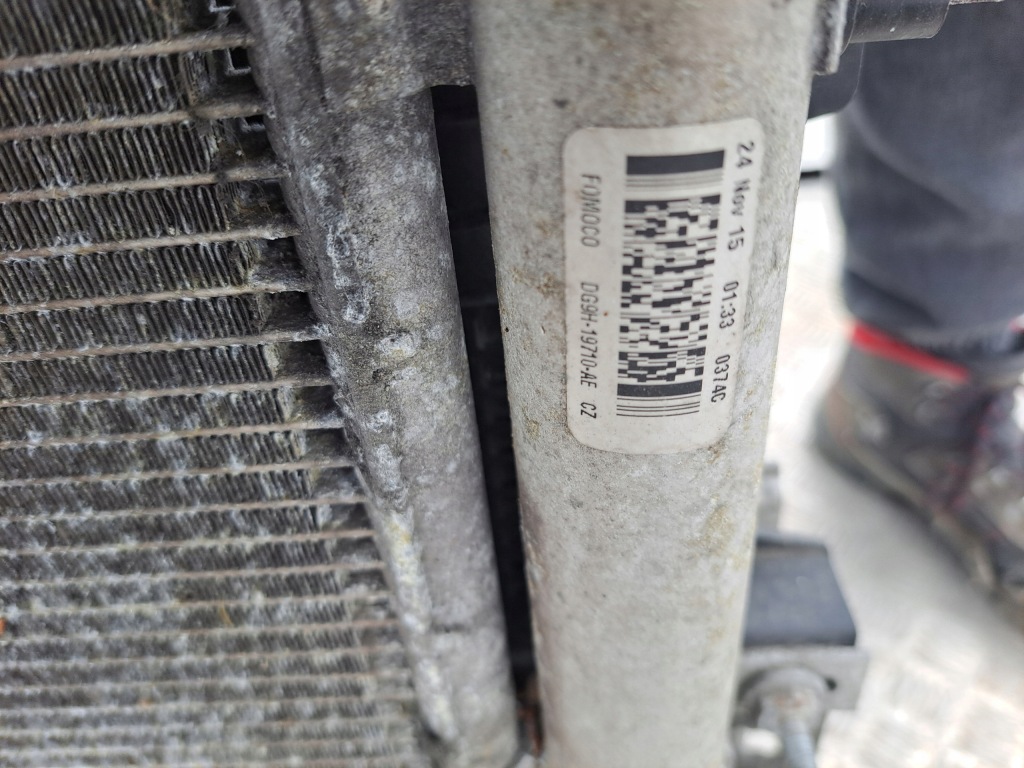 24 Nov 15 01:33 0374C
FOMOCO DG9H-19710-AE CZ